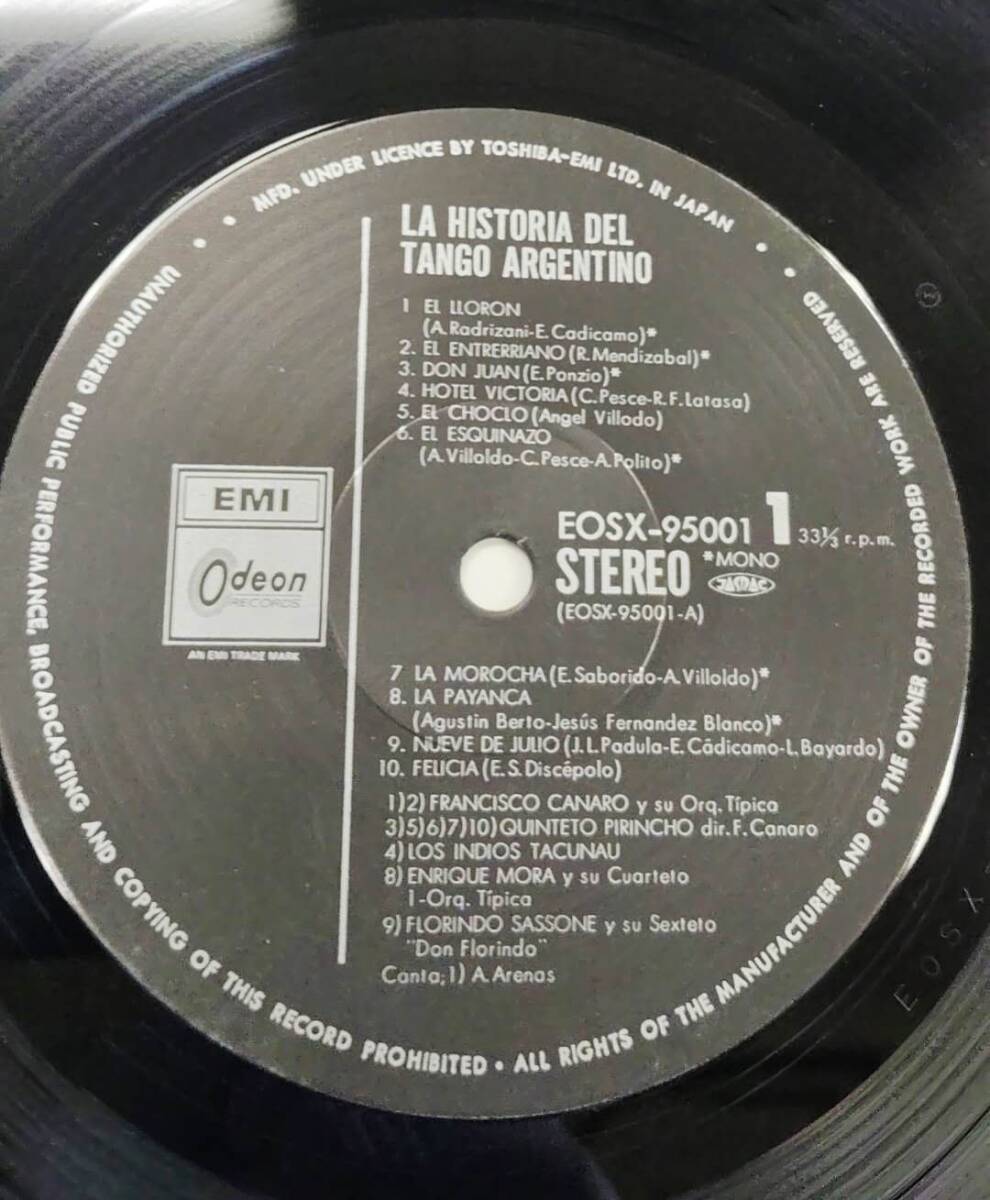 MFD. UNDER LICENCE BY TOSHIBA-EMI LTD. IN JAPAN
LA HISTORIA DEL
TANGO ARGENTINO
1 EL LLORON
(A.Radrizani-E.Cadicamo)*
2. EL ENTRERRIANO (R.Mendizabal)*
3. DON JUAN (E.Ponzio)*
4. HOTEL VICTORIA (C.Pesce-R.F.Latasa)
5. EL CHOCLO (Angel Villodo)
6. EL ESQUINAZO
(A.Villoldo-C.Pesce-A.Polito)*
EMI
Odeon
RECORDS
AN EMI TRADE MARK
EOSX-95001 1 33⅓ r.p.m.
STEREO *MONO
JASRAC
(EOSX-95001-A)
7 LA MOROCHA (E.Saborido-A.Villoldo)*
8. LA PAYANCA
(Agustin Berto-Jesús Fernandez Blanco)*
9. NUEVE DE JULIO (J.L.Padula-E.Cãdicamo-L.Bayardo)
10. FELICIA (E.S.Discépolo)
1)2) FRANCISCO CANARO y su Orq. Típica
3)5)6)7)10) QUINTETO PIRINCHO dir. F. Canaro
4) LOS INDIOS TACUNAU
8) ENRIQUE MORA y su Cuarteto
1-Orq. Típica
9) FLORINDO SASSONE y su Sexteto
"Don Florindo"
Canta; 1) A. Arenas
UNAUTHORIZED PUBLIC PERFORMANCE, BROADCASTING AND COPYING OF THIS RECORD PROHIBITED • ALL RIGHTS OF THE MANUFACTURER AND OF THE OWNER OF THE RECORDED WORK ARE RESERVED
E O S X -